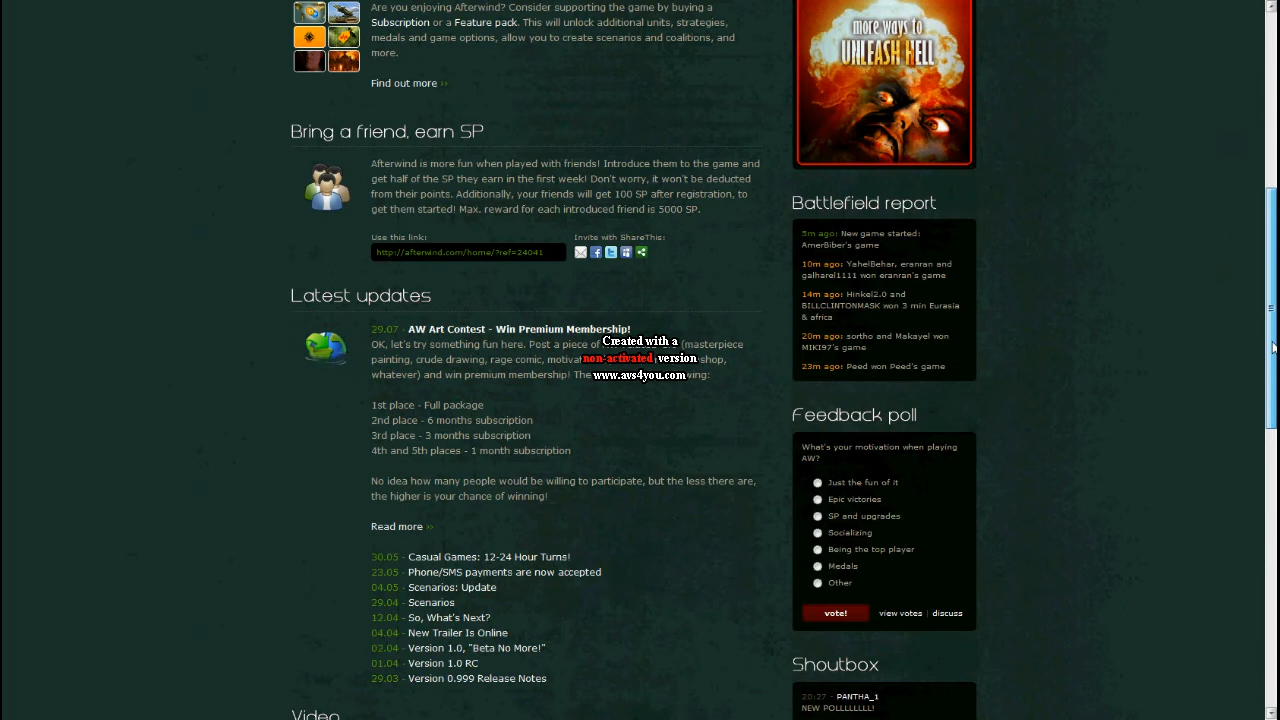 Are you enjoying Afterwind? Consider supporting the game by buying a
Subscription or a Feature pack. This will unlock additional units, strategies,
medals and game options, allow you to create scenarios and coalitions, and
more.
Find out more ››
Bring a friend, earn SP
Afterwind is more fun when played with friends! Introduce them to the game and
get half of the SP they earn in the first week! Don't worry, it won't be deducted
from their points. Additionally, your friends will get 100 SP after registration, to
get them started! Max. reward for each introduced friend is 5000 SP.
Use this link:
http://afterwind.com/home/?ref=24041
Invite with ShareThis:
Latest updates
29.07 - AW Art Contest - Win Premium Membership!
OK, let's try something fun here. Post a piece of (masterpiece
painting, crude drawing, rage comic, shop,
whatever) and win premium membership! The
1st place - Full package
2nd place - 6 months subscription
3rd place - 3 months subscription
4th and 5th places - 1 month subscription
No idea how many people would be willing to participate, but the less there are,
the higher is your chance of winning!
Read more ››
30.05 - Casual Games: 12-24 Hour Turns!
23.05 - Phone/SMS payments are now accepted
04.05 - Scenarios: Update
29.04 - Scenarios
12.04 - So, What's Next?
04.04 - New Trailer Is Online
02.04 - Version 1.0, "Beta No More!"
01.04 - Version 1.0 RC
29.03 - Version 0.999 Release Notes
Video
Created with a
non-activated version
www.avs4you.com
more ways to
UNLEASH HELL
Battlefield report
5m ago: New game started:
AmerBiber's game
10m ago: YahelBehar, eranran and
galharel1111 won eranran's game
14m ago: Hinkel2.0 and
BILLCLINTONMASK won 3 min Eurasia
& africa
20m ago: sortho and Makayel won
MIKI97's game
23m ago: Peed won Peed's game
Feedback poll
What's your motivation when playing
AW?
Just the fun of it
Epic victories
SP and upgrades
Socializing
Being the top player
Medals
Other
vote!
view votes | discuss
Shoutbox
20:27 - PANTHA_1
NEW POLLLLLLLL!